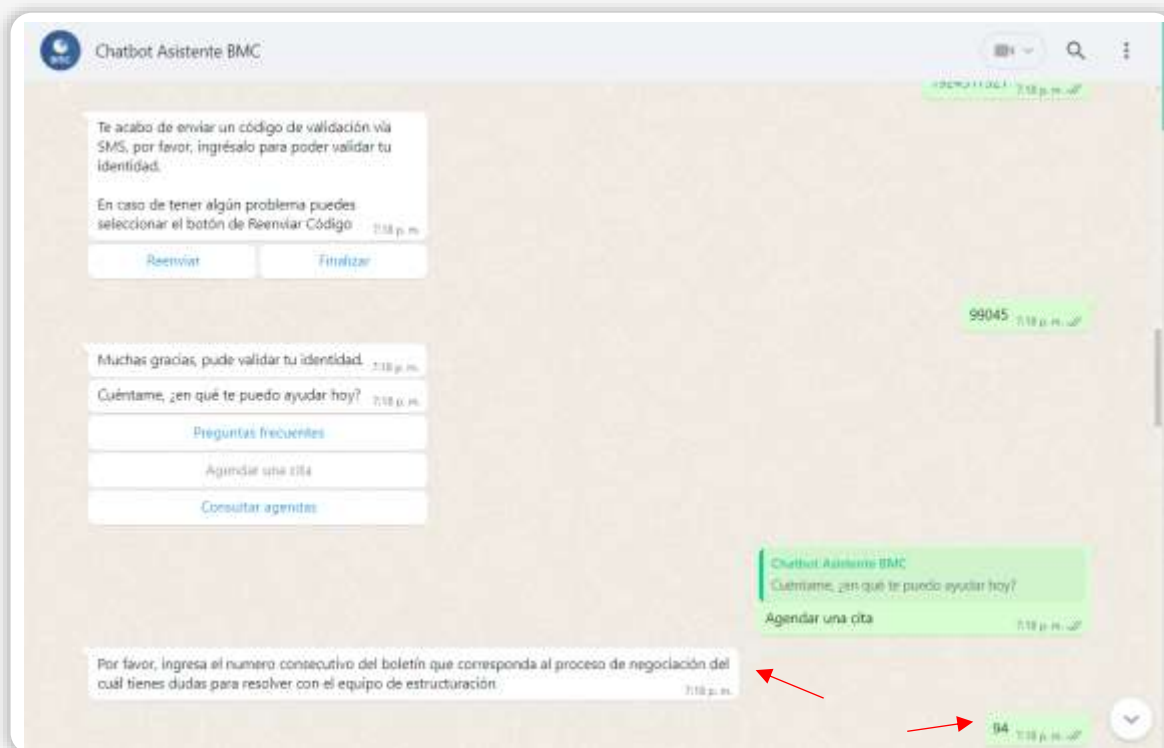 BMC
Chatbot Asistente BMC
7:18 p. m.
Te acabo de enviar un código de validación vía
SMS, por favor, ingrésalo para poder validar tu
identidad.
En caso de tener algún problema puedes
seleccionar el botón de Reenviar Código 7:18 p. m.
Reenviar Finalizar
99045 7:18 p. m.
Muchas gracias, pude validar tu identidad. 7:18 p. m.
Cuéntame, ¿en qué te puedo ayudar hoy? 7:18 p. m.
Preguntas frecuentes
Agendar una cita
Consultar agendas
Chatbot Asistente BMC
Cuéntame, ¿en qué te puedo ayudar hoy?
Agendar una cita 7:18 p. m.
Por favor, ingresa el numero consecutivo del boletín que corresponda al proceso de negociación del
cuál tienes dudas para resolver con el equipo de estructuración 7:18 p. m.
94 7:18 p. m.